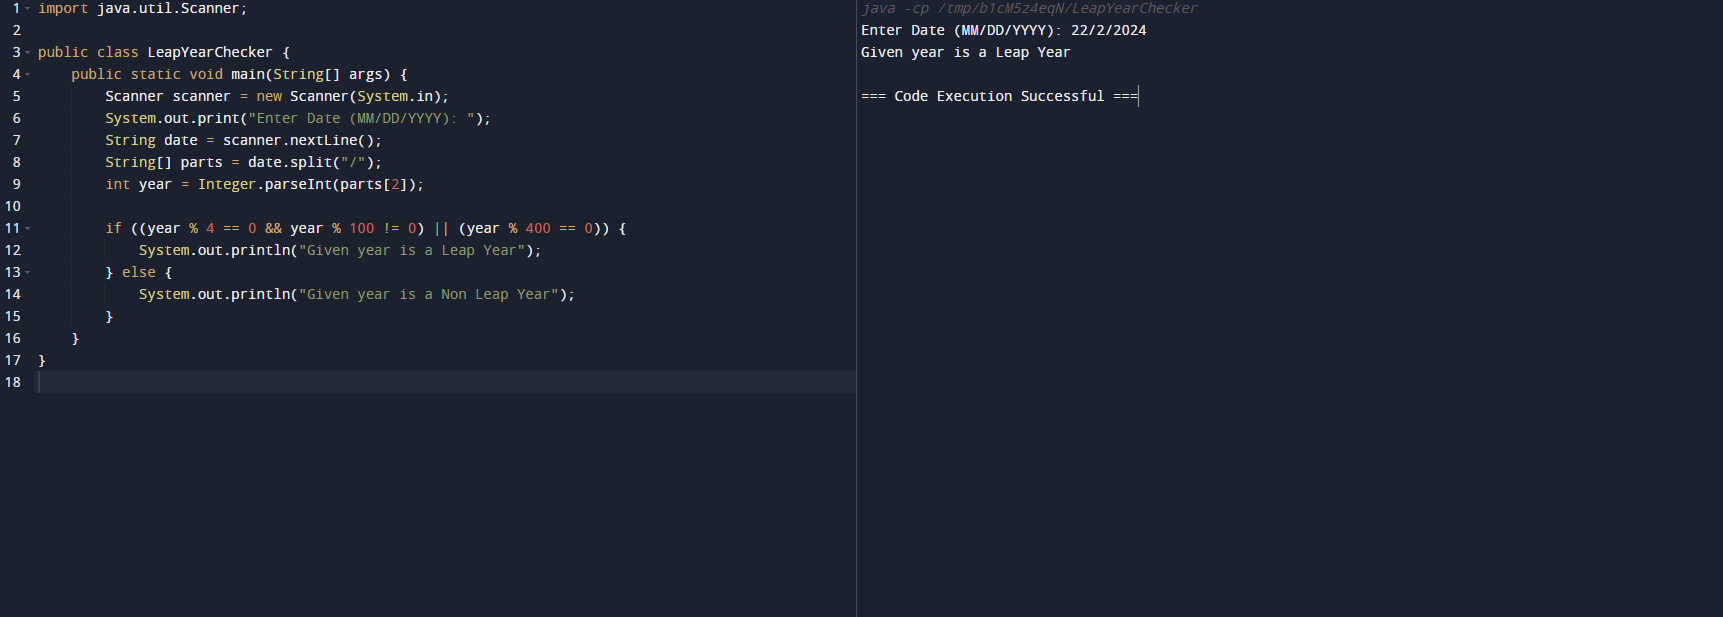 1 import java.util.Scanner;
2
3 public class LeapYearChecker {
4     public static void main(String[] args) {
5         Scanner scanner = new Scanner(System.in);
6         System.out.print("Enter Date (MM/DD/YYYY): ");
7         String date = scanner.nextLine();
8         String[] parts = date.split("/");
9         int year = Integer.parseInt(parts[2]);
10
11         if ((year % 4 == 0 && year % 100 != 0) || (year % 400 == 0)) {
12             System.out.println("Given year is a Leap Year");
13         } else {
14             System.out.println("Given year is a Non Leap Year");
15         }
16     }
17 }
18
java -cp /tmp/b1cM5z4eqN/LeapYearChecker
Enter Date (MM/DD/YYYY): 22/2/2024
Given year is a Leap Year
=== Code Execution Successful ===